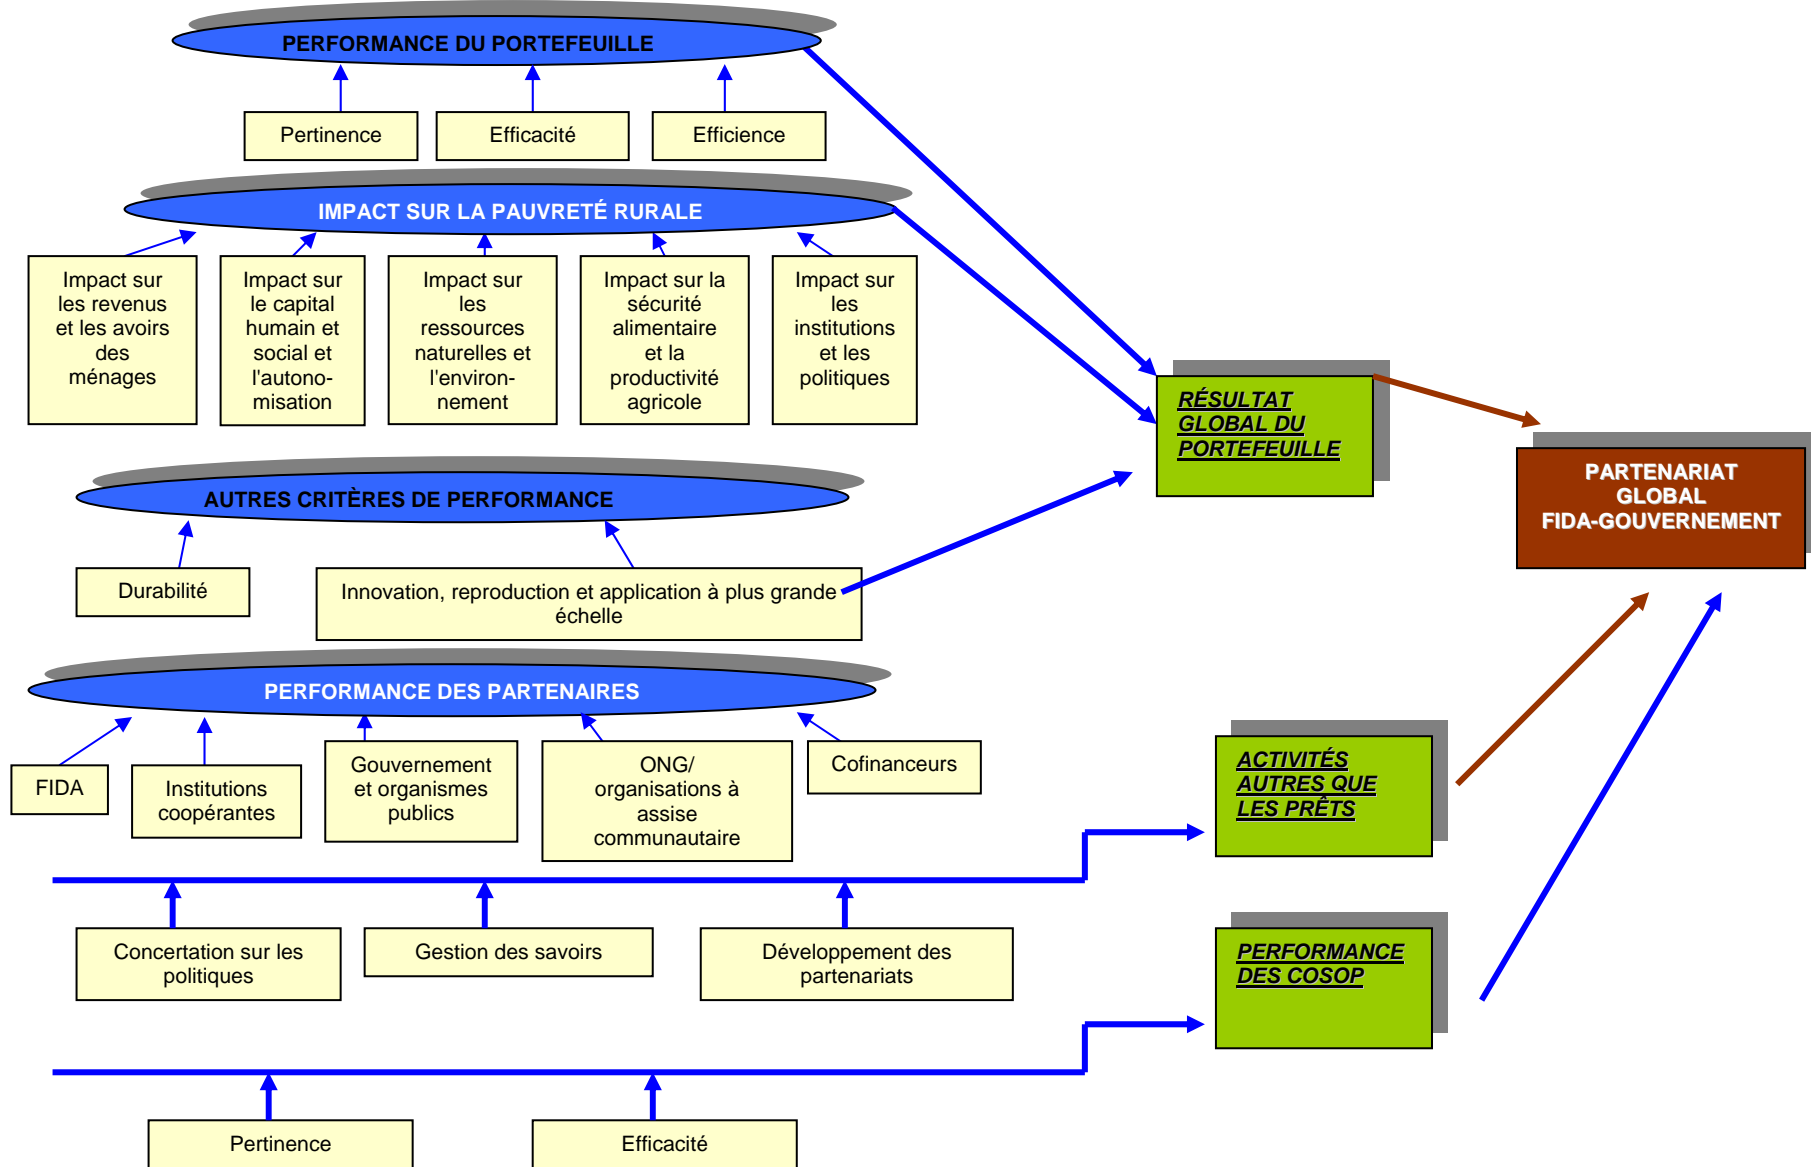 PERFORMANCE DU PORTEFEUILLE
Pertinence
Efficacité
Efficience
IMPACT SUR LA PAUVRETÉ RURALE
Impact sur
les revenus
et les avoirs
des
ménages
Impact sur
le capital
humain et
social et
l'autono-
misation
Impact sur
les
ressources
naturelles et
l'environ-
nement
Impact sur la
sécurité
alimentaire
et la
productivité
agricole
Impact sur
les
institutions
et les
politiques
RÉSULTAT
GLOBAL DU
PORTEFEUILLE
PARTENARIAT
GLOBAL
FIDA-GOUVERNEMENT
AUTRES CRITÈRES DE PERFORMANCE
Durabilité
Innovation, reproduction et application à plus grande
échelle
PERFORMANCE DES PARTENAIRES
FIDA
Institutions
coopérantes
Gouvernement
et organismes
publics
ONG/
organisations à
assise
communautaire
Cofinanceurs
ACTIVITÉS
AUTRES QUE
LES PRÊTS
Concertation sur les
politiques
Gestion des savoirs
Développement des
partenariats
PERFORMANCE
DES COSOP
Pertinence
Efficacité